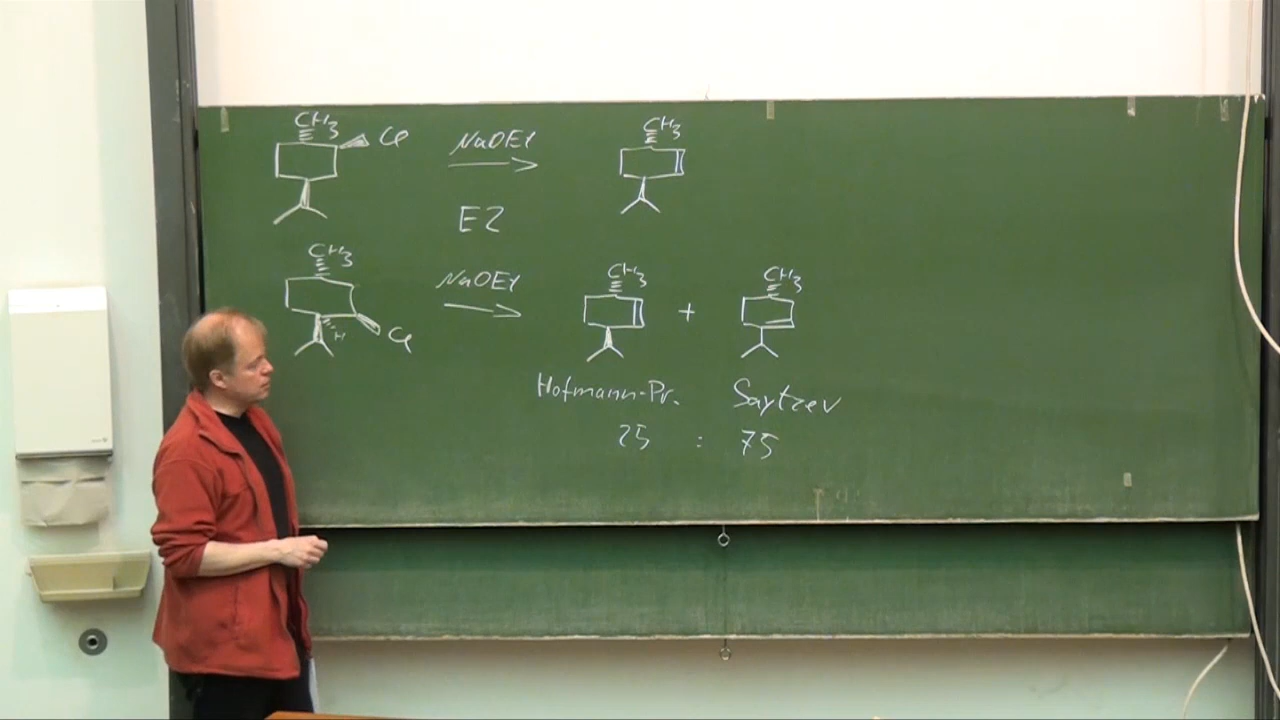 CH3
Cl
NaOEt
CH3
E2
CH3
H
Cl
NaOEt
CH3
+
CH3
Hofmann-Pr. Saytzev
25 : 75